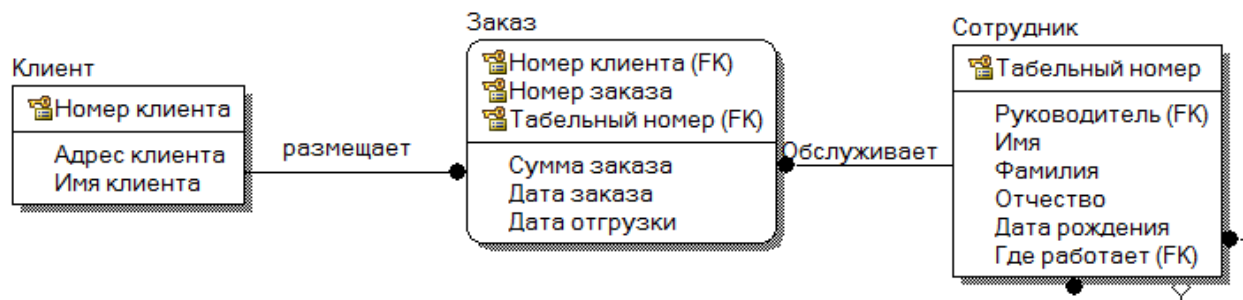 Клиент
Номер клиента
Адрес клиента
Имя клиента
размещает
Заказ
Номер клиента (FK)
Номер заказа
Табельный номер (FK)
Сумма заказа
Дата заказа
Дата отгрузки
Обслуживает
Сотрудник
Табельный номер
Руководитель (FK)
Имя
Фамилия
Отчество
Дата рождения
Где работает (FK)